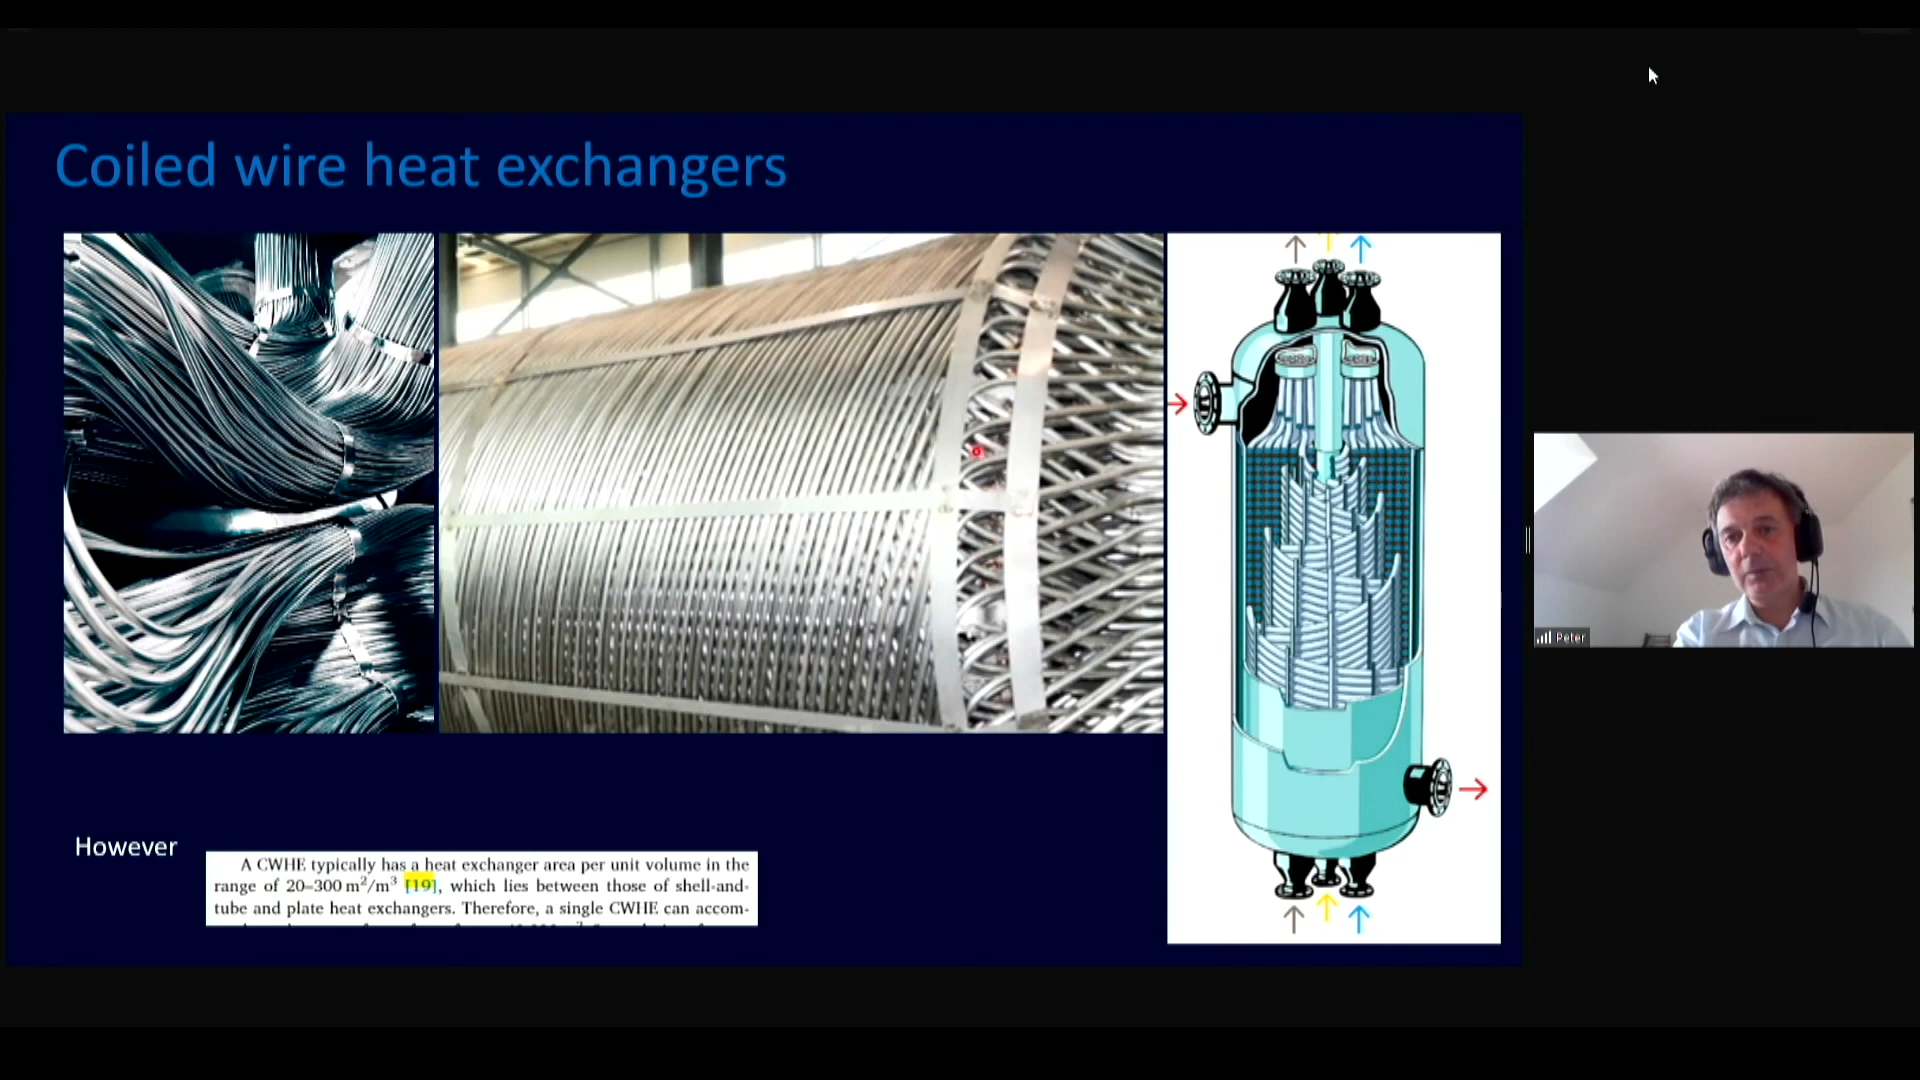 Coiled wire heat exchangers
However
A CWHE typically has a heat exchanger area per unit volume in the
range of 20–300 m²/m³ [19], which lies between those of shell-and-
tube and plate heat exchangers. Therefore, a single CWHE can accom-
Peter